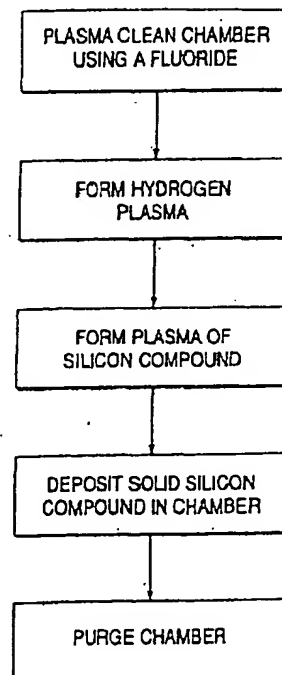 PLASMA CLEAN CHAMBER
USING A FLUORIDE
FORM HYDROGEN
PLASMA
FORM PLASMA OF
SILICON COMPOUND
DEPOSIT SOLID SILICON
COMPOUND IN CHAMBER
PURGE CHAMBER